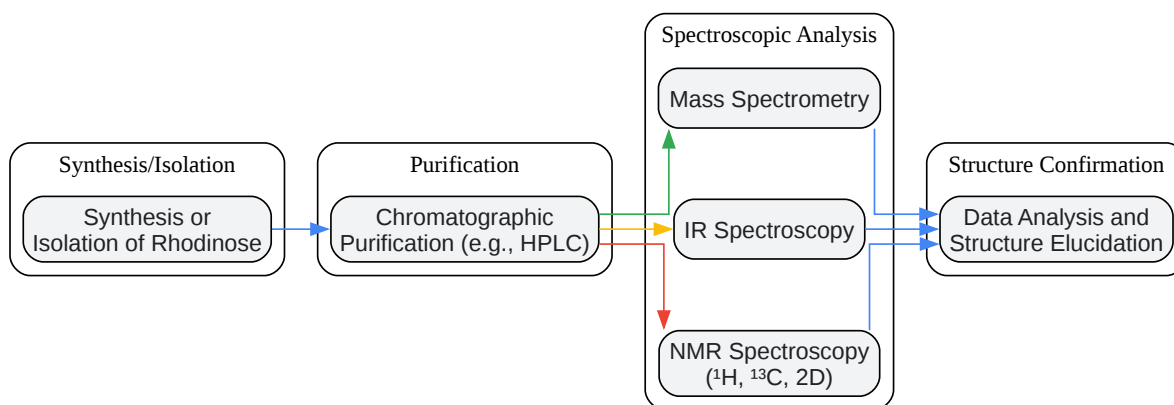 Synthesis/Isolation
Synthesis or
Isolation of Rhodinose
Purification
Chromatographic
Purification (e.g., HPLC)
Spectroscopic Analysis
Mass Spectrometry
IR Spectroscopy
NMR Spectroscopy
(¹H, ¹³C, 2D)
Structure Confirmation
Data Analysis and
Structure Elucidation